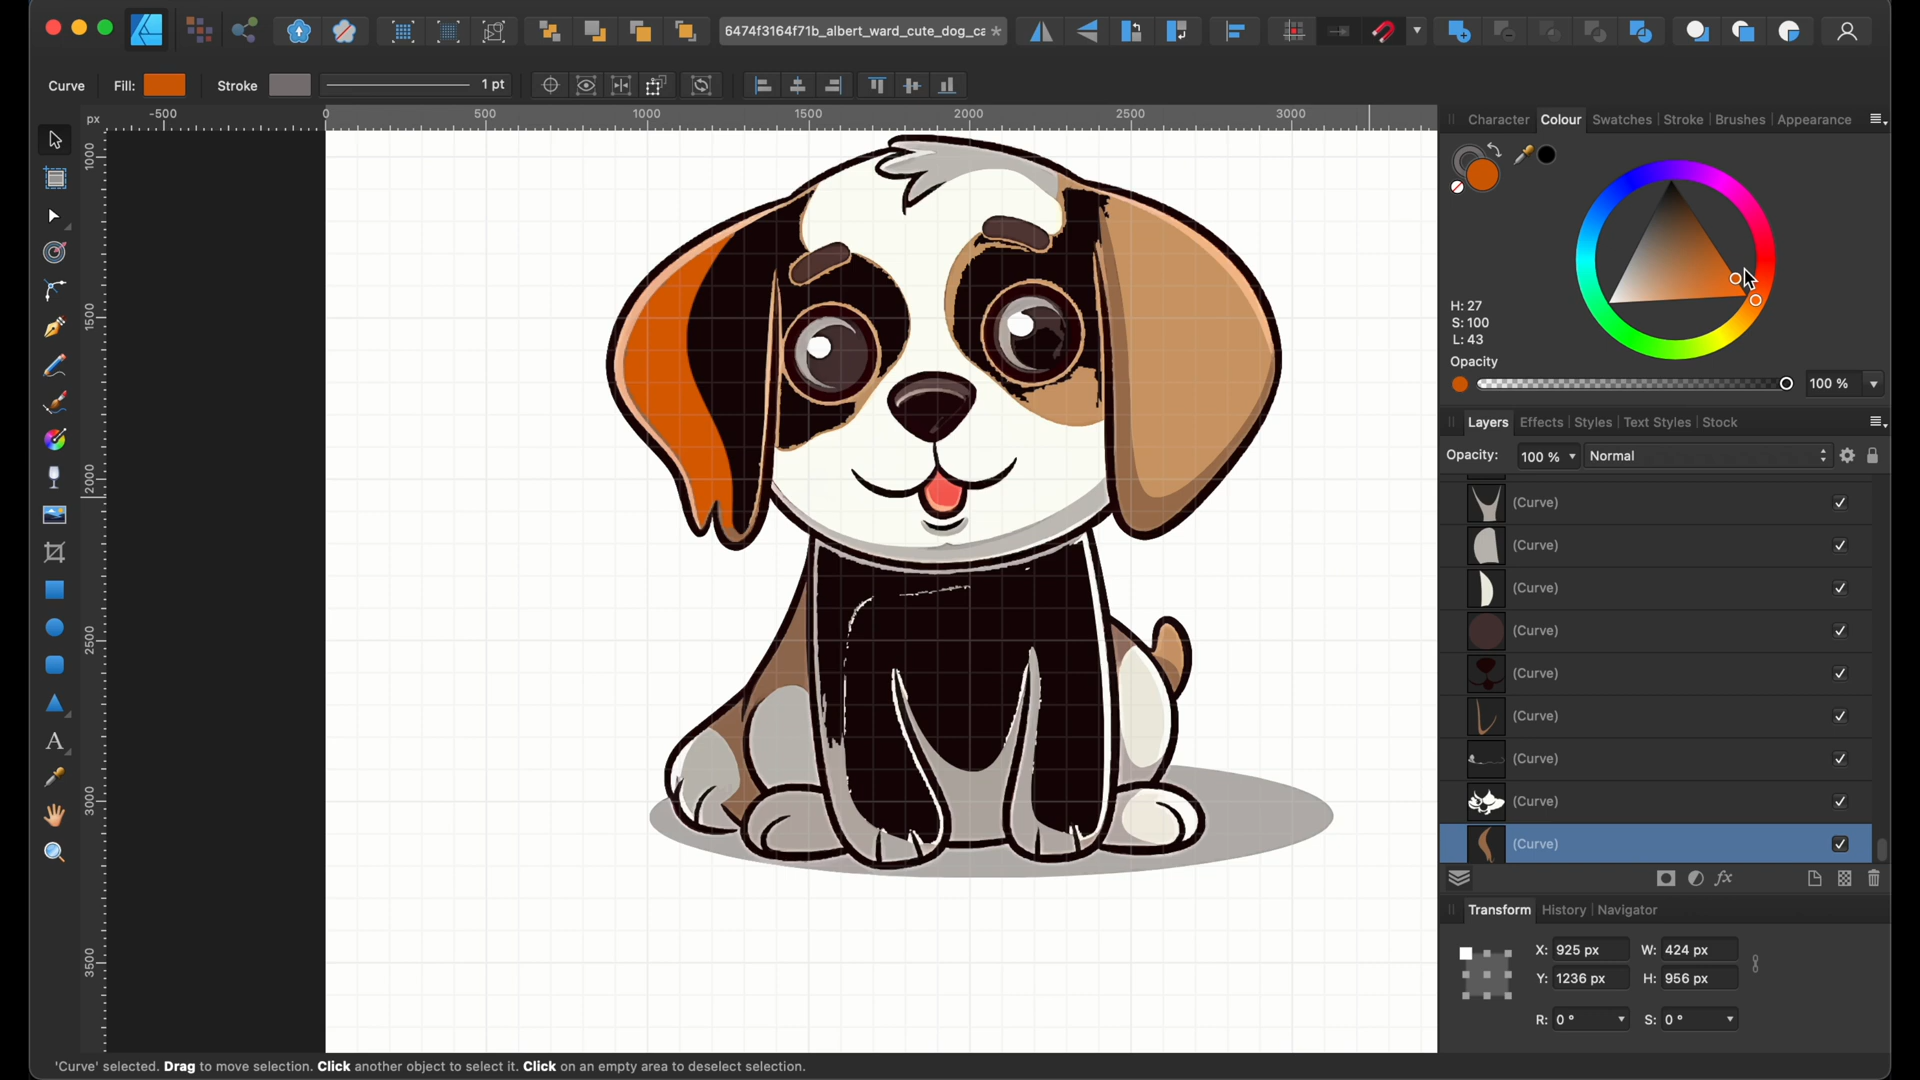 6474f3164f71b_albert_ward_cute_dog_ca *
Curve Fill: Stroke 1 pt
px -500 0 500 1000 1500 2000 2500 3000
1000
1500
2000
2500
3000
3500
A
Character Colour Swatches Stroke Brushes Appearance
H: 27
S: 100
L: 43
Opacity
100 %
Layers Effects Styles Text Styles Stock
Opacity: 100 % Normal
(Curve)
(Curve)
(Curve)
(Curve)
(Curve)
(Curve)
(Curve)
(Curve)
(Curve)
fx
Transform History Navigator
X: 925 px W: 424 px
Y: 1236 px H: 956 px
R: 0 ° S: 0 °
'Curve' selected. Drag to move selection. Click another object to select it. Click on an empty area to deselect selection.